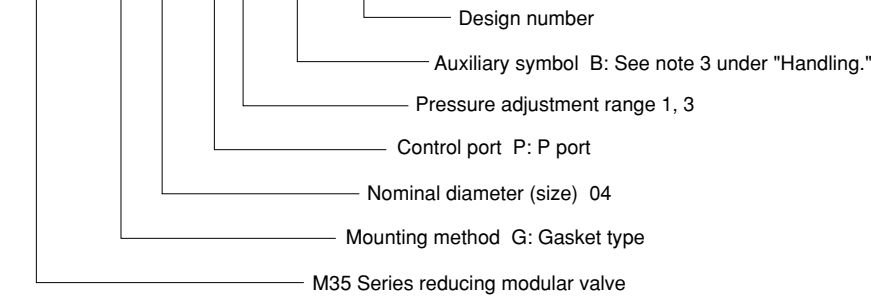 Design number
Auxiliary symbol B: See note 3 under "Handling."
Pressure adjustment range 1, 3
Control port P: P port
Nominal diameter (size) 04
Mounting method G: Gasket type
M35 Series reducing modular valve